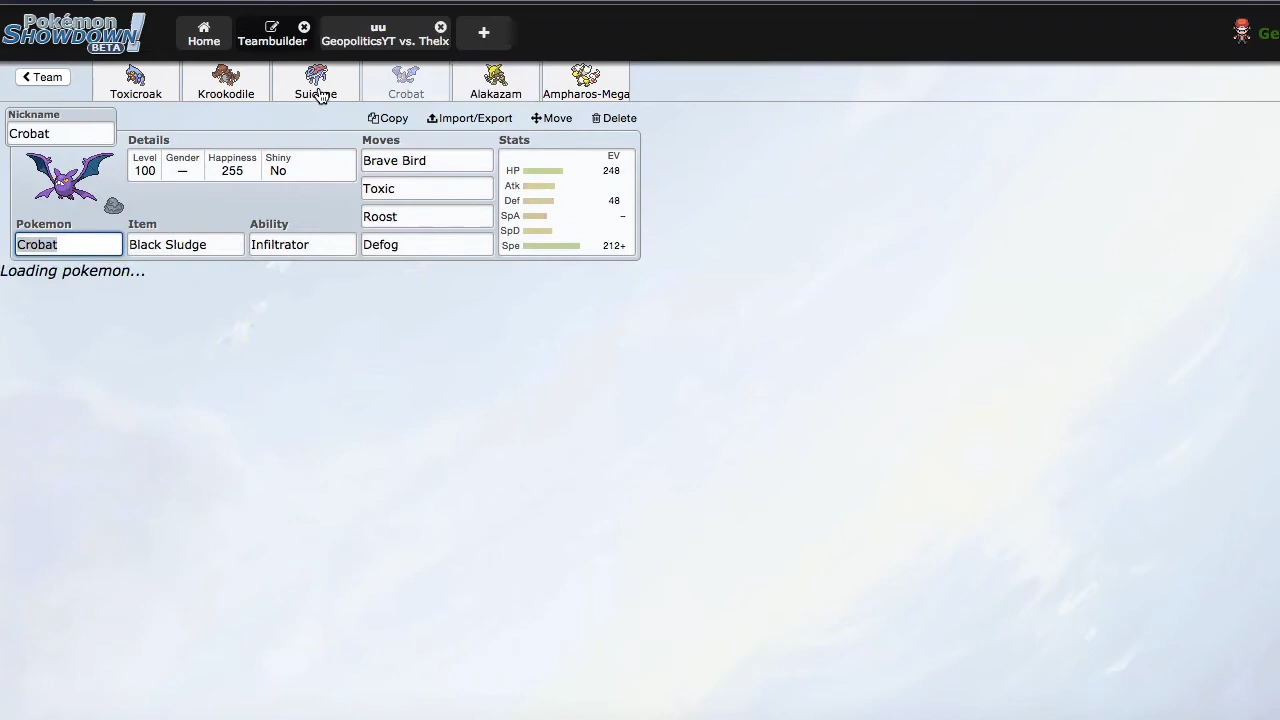 Pokémon
SHOWDOWN!
BETA
Home
Teambuilder
uu
GeopoliticsYT vs. Thelx
+
Ge
Team
Toxicroak
Krookodile
Crobat
Alakazam
Ampharos-Mega
Nickname
Crobat
Copy
Import/Export
Move
Delete
Details
Moves
Stats
Level
Gender
Happiness
Shiny
100
—
255
No
Brave Bird
Toxic
Roost
Defog
EV
HP 248
Atk
Def 48
SpA –
SpD
Spe 212+
Pokemon
Item
Ability
Crobat
Black Sludge
Infiltrator
Loading pokemon...